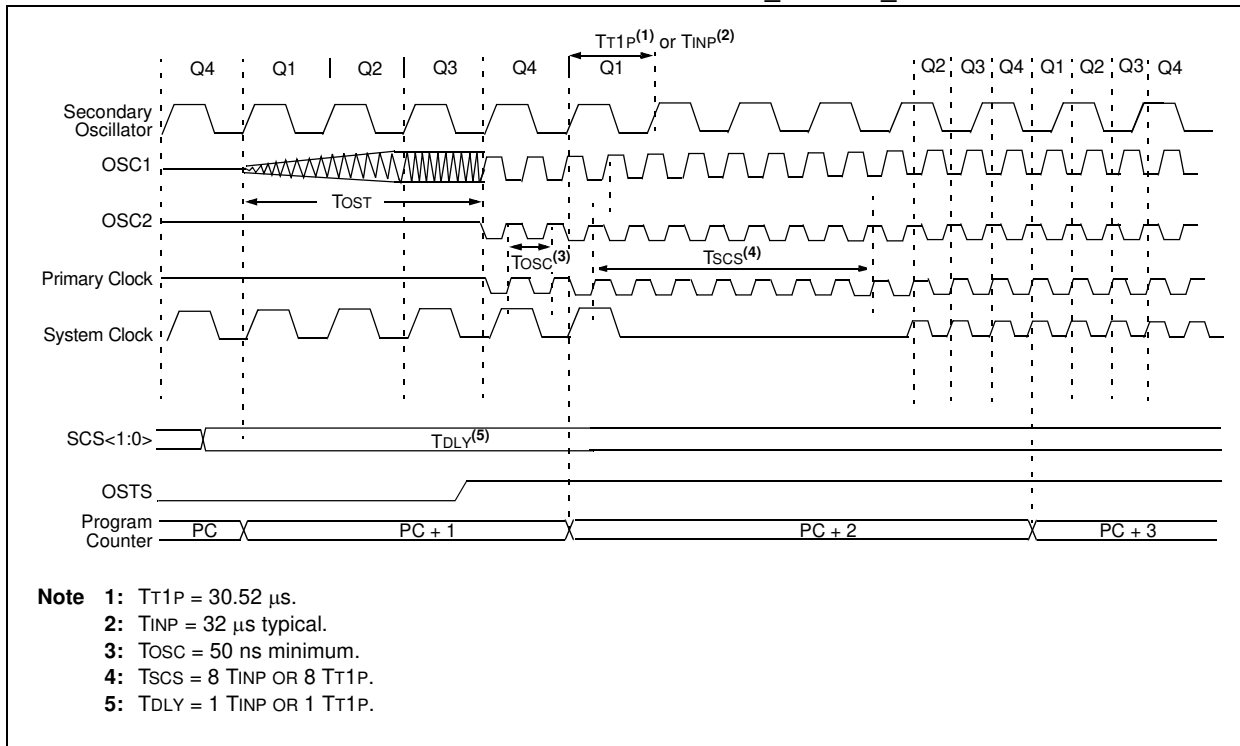 TT1P(1) or TINP(2)
Q4 Q1 Q2 Q3 Q4 Q1 Q2 Q3 Q4 Q1 Q2 Q3 Q4
Secondary
Oscillator
OSC1
TOST
OSC2
TOSC(3)
TSCS(4)
Primary Clock
System Clock
SCS<1:0>
TDLY(5)
OSTS
Program
Counter
PC PC + 1 PC + 2 PC + 3
Note 1: TT1P = 30.52 μs.
2: TINP = 32 μs typical.
3: TOSC = 50 ns minimum.
4: TSCS = 8 TINP OR 8 TT1P.
5: TDLY = 1 TINP OR 1 TT1P.